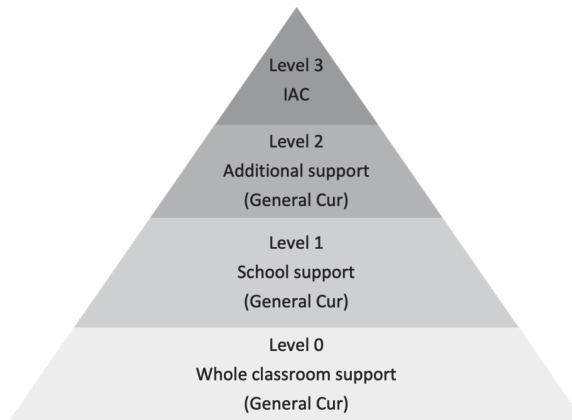 Level 3
IAC
Level 2
Additional support
(General Cur)
Level 1
School support
(General Cur)
Level 0
Whole classroom support
(General Cur)